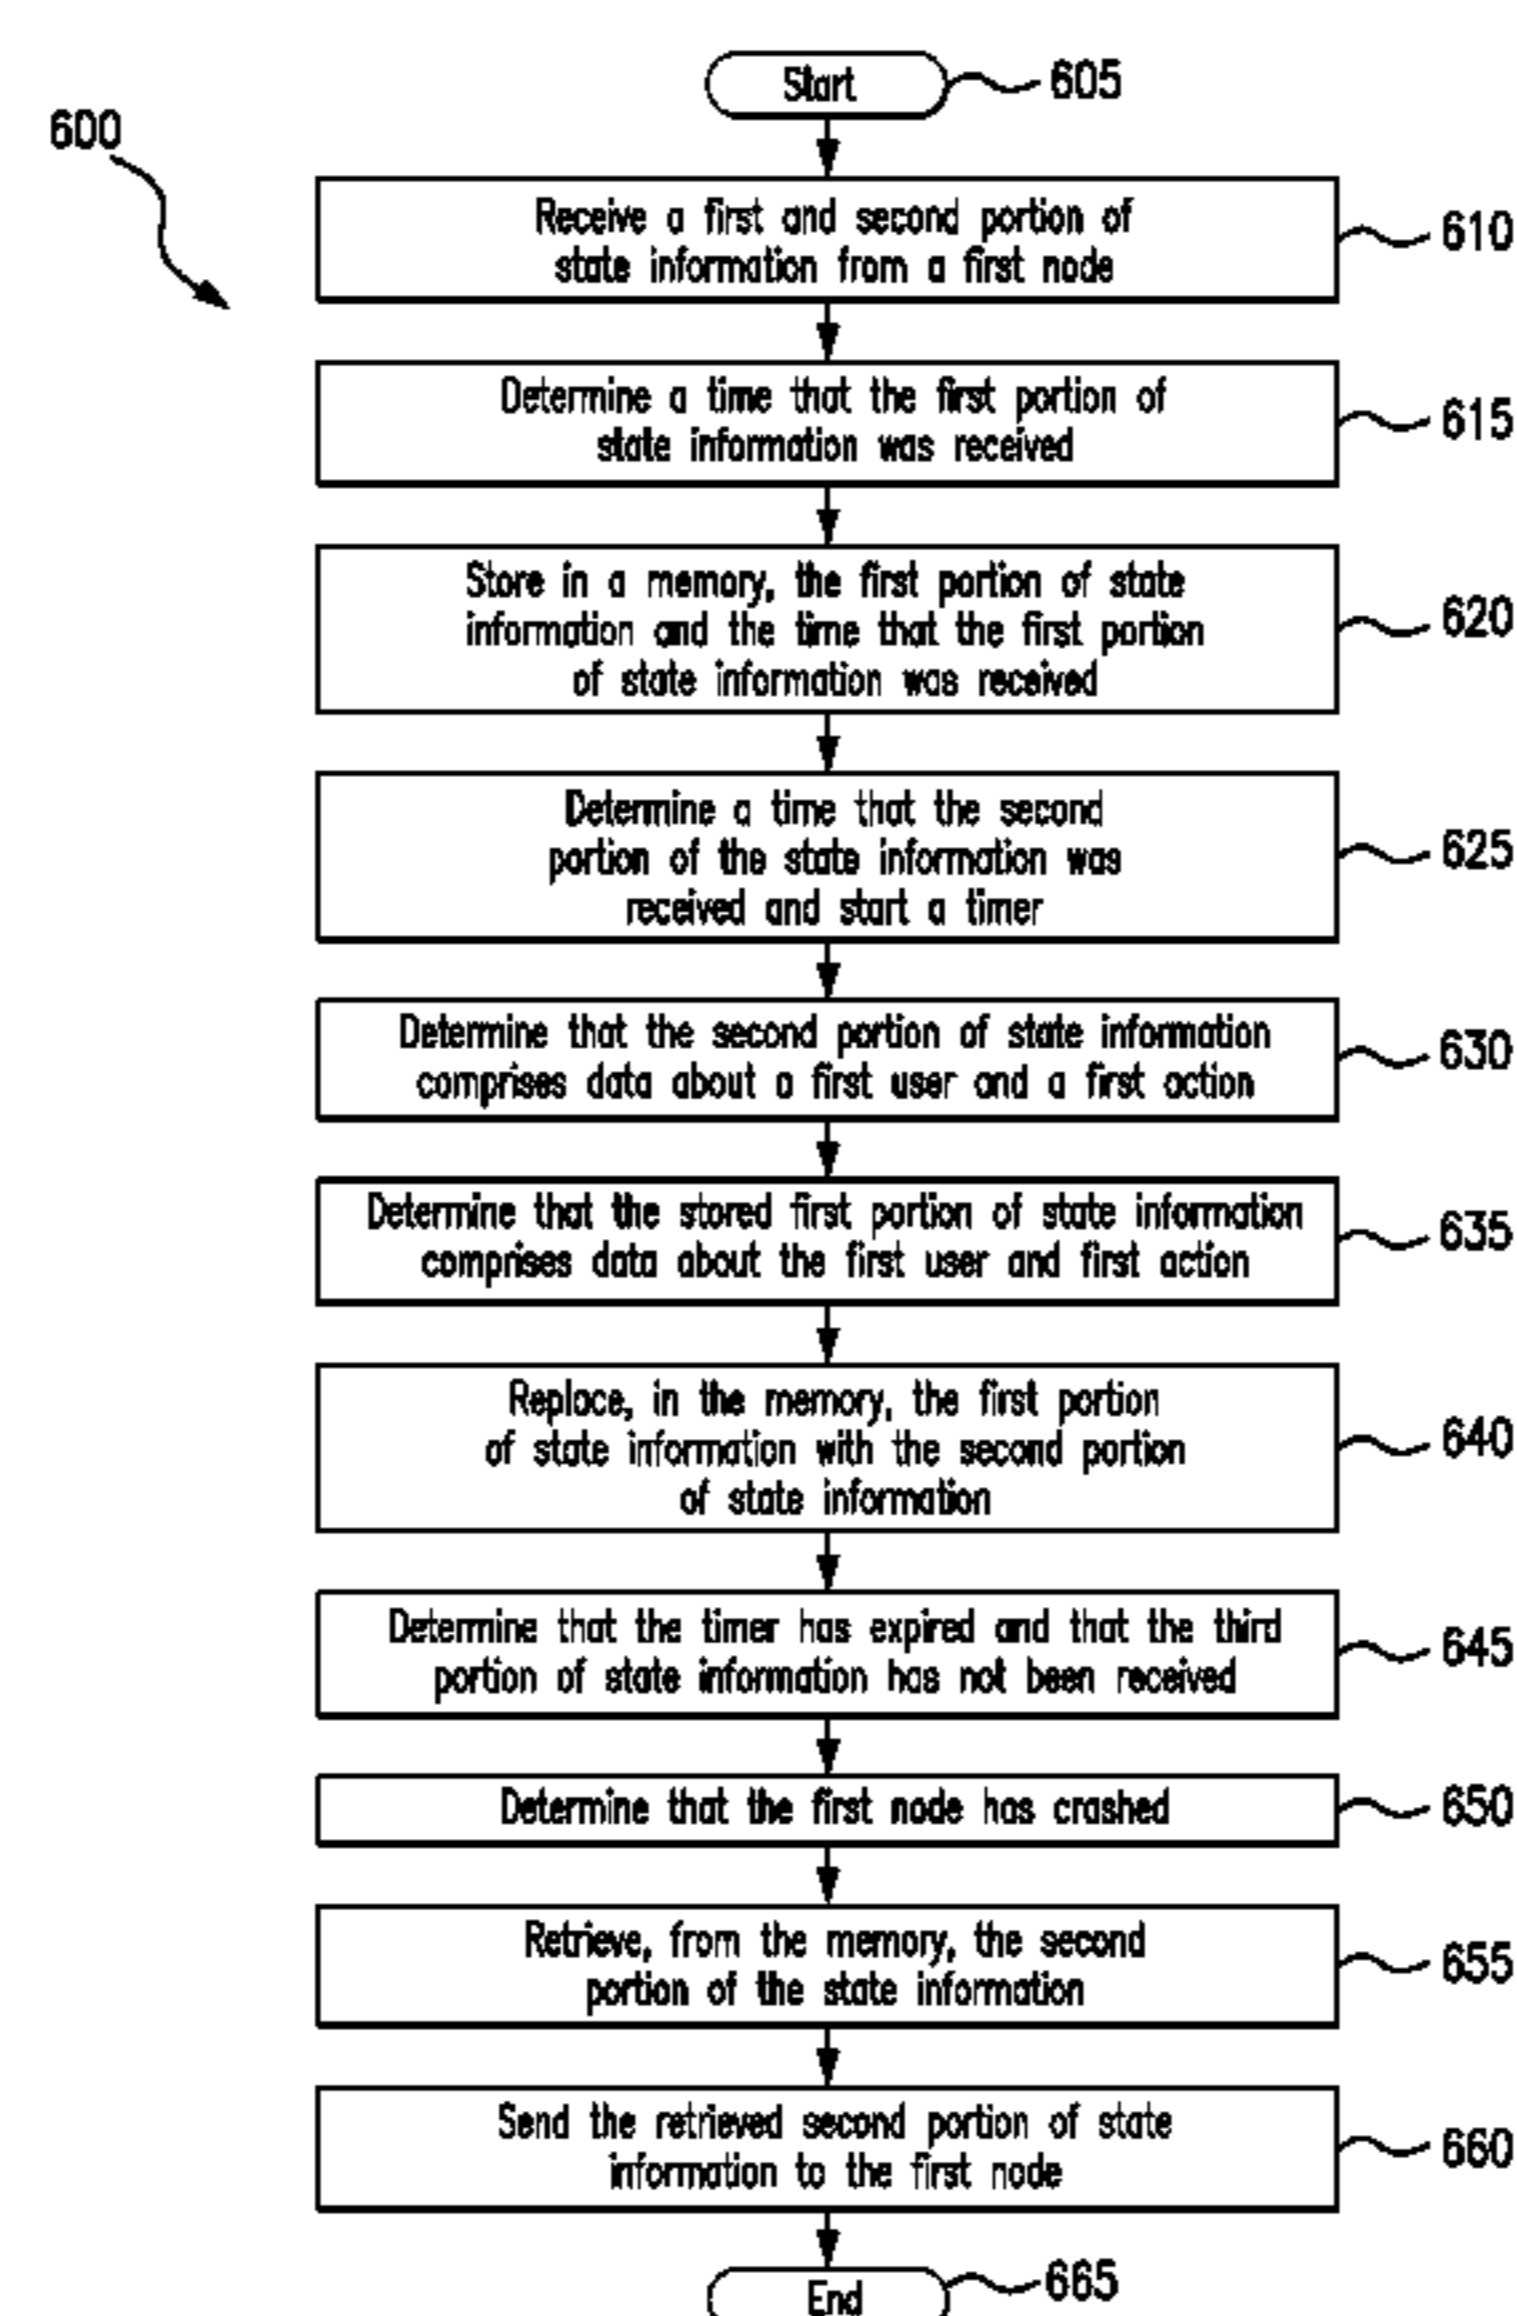 Start
605
600
Receive a first and second portion of
state information from a first node
610
Determine a time that the first portion of
state information was received
615
Store in a memory, the first portion of state
information and the time that the first portion
of state information was received
620
Determine a time that the second
portion of the state information was
received and start a timer
625
Determine that the second portion of state information
comprises data about a first user and a first action
630
Determine that the stored first portion of state information
comprises data about the first user and first action
635
Replace, in the memory, the first portion
of state information with the second portion
of state information
640
Determine that the timer has expired and that the third
portion of state information has not been received
645
Determine that the first node has crashed
650
Retrieve, from the memory, the second
portion of the state information
655
Send the retrieved second portion of state
information to the first node
660
End
665